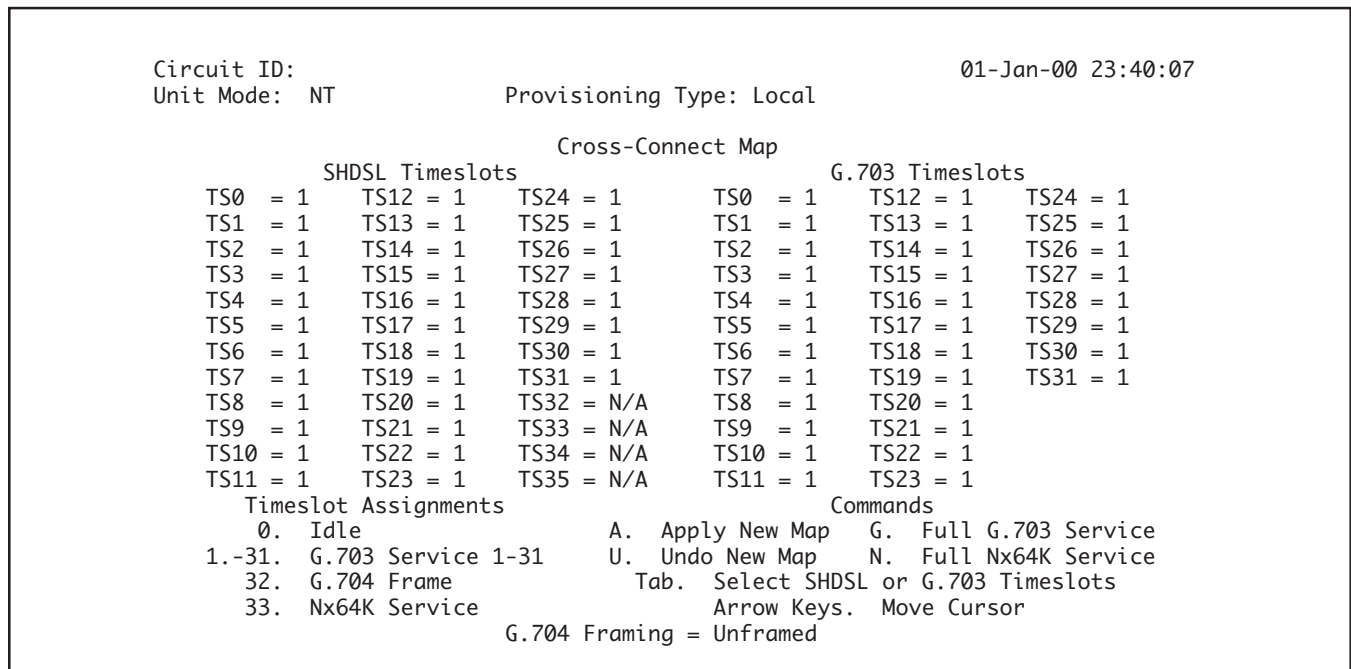 Circuit ID: 01-Jan-00 23:40:07
Unit Mode: NT Provisioning Type: Local
Cross-Connect Map
SHDSL Timeslots G.703 Timeslots
TS0 = 1 TS12 = 1 TS24 = 1 TS0 = 1 TS12 = 1 TS24 = 1
TS1 = 1 TS13 = 1 TS25 = 1 TS1 = 1 TS13 = 1 TS25 = 1
TS2 = 1 TS14 = 1 TS26 = 1 TS2 = 1 TS14 = 1 TS26 = 1
TS3 = 1 TS15 = 1 TS27 = 1 TS3 = 1 TS15 = 1 TS27 = 1
TS4 = 1 TS16 = 1 TS28 = 1 TS4 = 1 TS16 = 1 TS28 = 1
TS5 = 1 TS17 = 1 TS29 = 1 TS5 = 1 TS17 = 1 TS29 = 1
TS6 = 1 TS18 = 1 TS30 = 1 TS6 = 1 TS18 = 1 TS30 = 1
TS7 = 1 TS19 = 1 TS31 = 1 TS7 = 1 TS19 = 1 TS31 = 1
TS8 = 1 TS20 = 1 TS32 = N/A TS8 = 1 TS20 = 1
TS9 = 1 TS21 = 1 TS33 = N/A TS9 = 1 TS21 = 1
TS10 = 1 TS22 = 1 TS34 = N/A TS10 = 1 TS22 = 1
TS11 = 1 TS23 = 1 TS35 = N/A TS11 = 1 TS23 = 1
Timeslot Assignments Commands
0. Idle A. Apply New Map G. Full G.703 Service
1.-31. G.703 Service 1-31 U. Undo New Map N. Full Nx64K Service
32. G.704 Frame Tab. Select SHDSL or G.703 Timeslots
33. Nx64K Service Arrow Keys. Move Cursor
G.704 Framing = Unframed